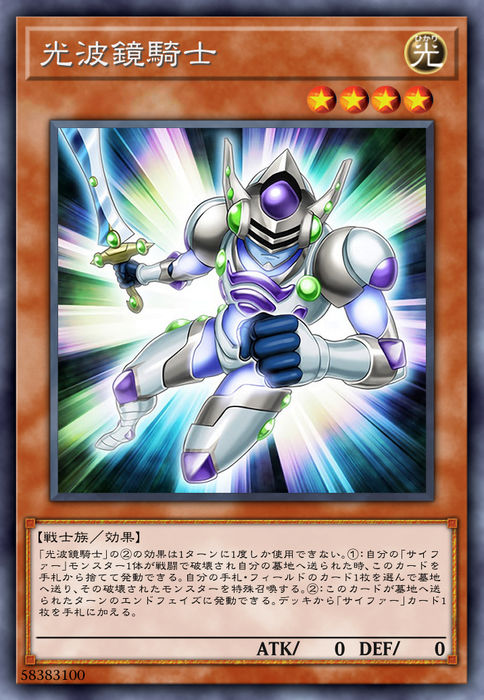 光波鏡騎士
ひかり
光
【戦士族／効果】
「光波鏡騎士」の②の効果は1ターンに1度しか使用できない。①：自分の「サイフ
ァー」モンスター1体が戦闘で破壊され自分の墓地へ送られた時、このカードを
手札から捨てて発動できる。自分の手札・フィールドのカード1枚を選んで墓地
へ送り、その破壊されたモンスターを特殊召喚する。②：このカードが墓地へ送
られたターンのエンドフェイズに発動できる。デッキから「サイファー」カード1
枚を手札に加える。
ATK/ 0 DEF/ 0
58383100